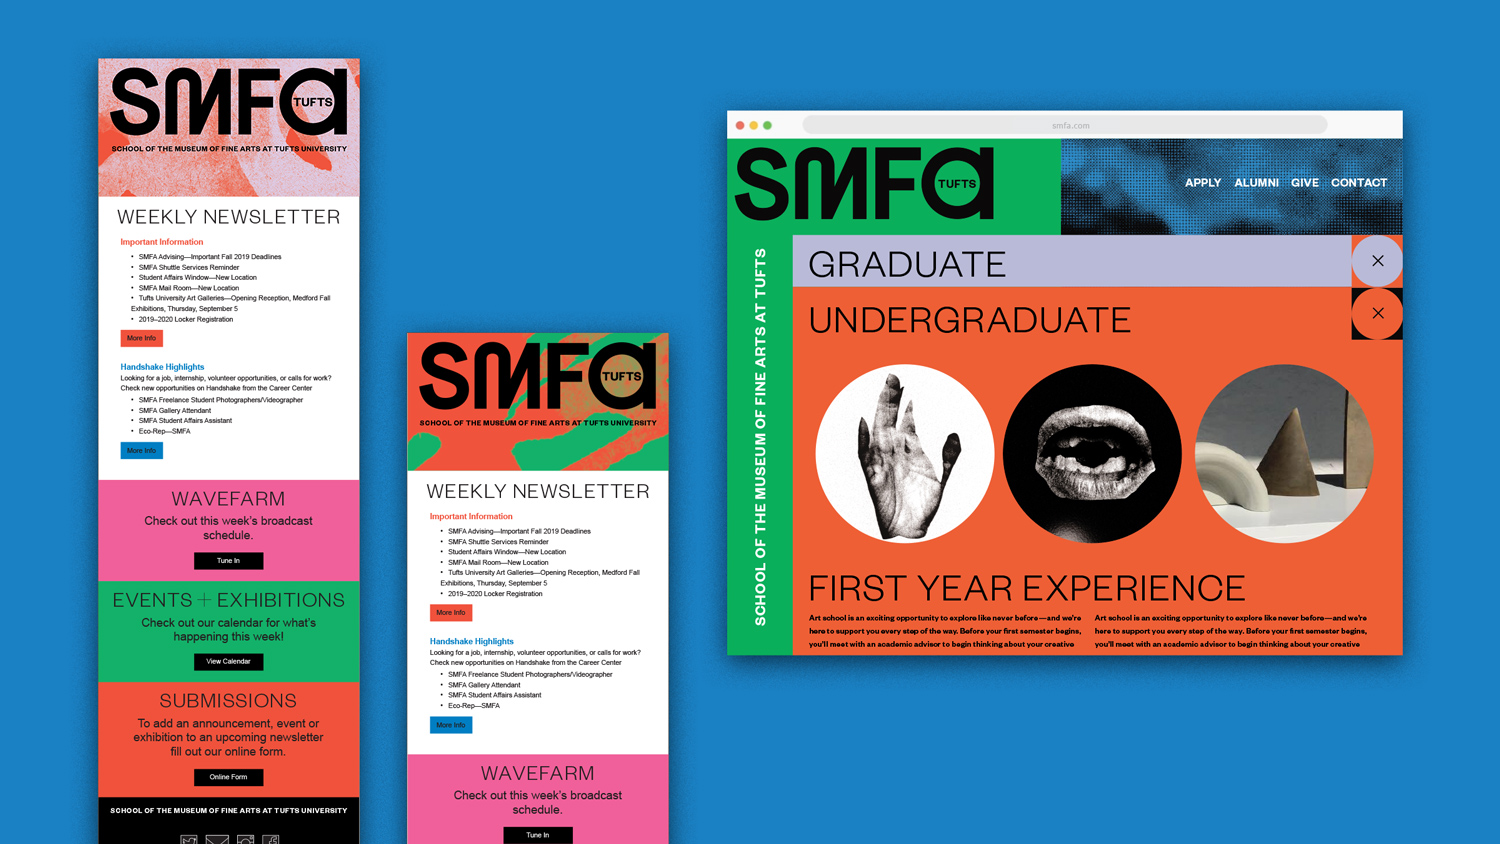 SMFa
TUFTS
SCHOOL OF THE MUSEUM OF FINE ARTS AT TUFTS UNIVERSITY
WEEKLY NEWSLETTER
Important Information
• SMFA Advising—Important Fall 2019 Deadlines
• SMFA Shuttle Services Reminder
• Student Affairs Window—New Location
• SMFA Mail Room—New Location
• Tufts University Art Galleries—Opening Reception, Medford Fall
Exhibitions, Thursday, September 5
• 2019–2020 Locker Registration
More Info
Handshake Highlights
Looking for a job, internship, volunteer opportunities, or calls for work?
Check new opportunities on Handshake from the Career Center
• SMFA Freelance Student Photographers/Videographer
• SMFA Gallery Attendant
• SMFA Student Affairs Assistant
• Eco-Rep—SMFA
More Info
WAVEFARM
Check out this week's broadcast
schedule.
Tune In
EVENTS + EXHIBITIONS
Check out our calendar for what's
happening this week!
View Calendar
SUBMISSIONS
To add an announcement, event or
exhibition to an upcoming newsletter
fill out our online form.
Online Form
SCHOOL OF THE MUSEUM OF FINE ARTS AT TUFTS UNIVERSITY
SMFa
TUFTS
SCHOOL OF THE MUSEUM OF FINE ARTS AT TUFTS UNIVERSITY
WEEKLY NEWSLETTER
Important Information
• SMFA Advising—Important Fall 2019 Deadlines
• SMFA Shuttle Services Reminder
• Student Affairs Window—New Location
• SMFA Mail Room—New Location
• Tufts University Art Galleries—Opening Reception, Medford Fall
Exhibitions, Thursday, September 5
• 2019–2020 Locker Registration
More Info
Handshake Highlights
Looking for a job, internship, volunteer opportunities, or calls for work?
Check new opportunities on Handshake from the Career Center
• SMFA Freelance Student Photographers/Videographer
• SMFA Gallery Attendant
• SMFA Student Affairs Assistant
• Eco-Rep—SMFA
More Info
WAVEFARM
Check out this week's broadcast
schedule.
Tune In
smfa.com
SMFa
TUFTS
APPLY ALUMNI GIVE CONTACT
SCHOOL OF THE MUSEUM OF FINE ARTS AT TUFTS
GRADUATE
UNDERGRADUATE
FIRST YEAR EXPERIENCE
Art school is an exciting opportunity to explore like never before—and we're
here to support you every step of the way. Before your first semester begins,
you'll meet with an academic advisor to begin thinking about your creative
Art school is an exciting opportunity to explore like never before—and we're
here to support you every step of the way. Before your first semester begins,
you'll meet with an academic advisor to begin thinking about your creative